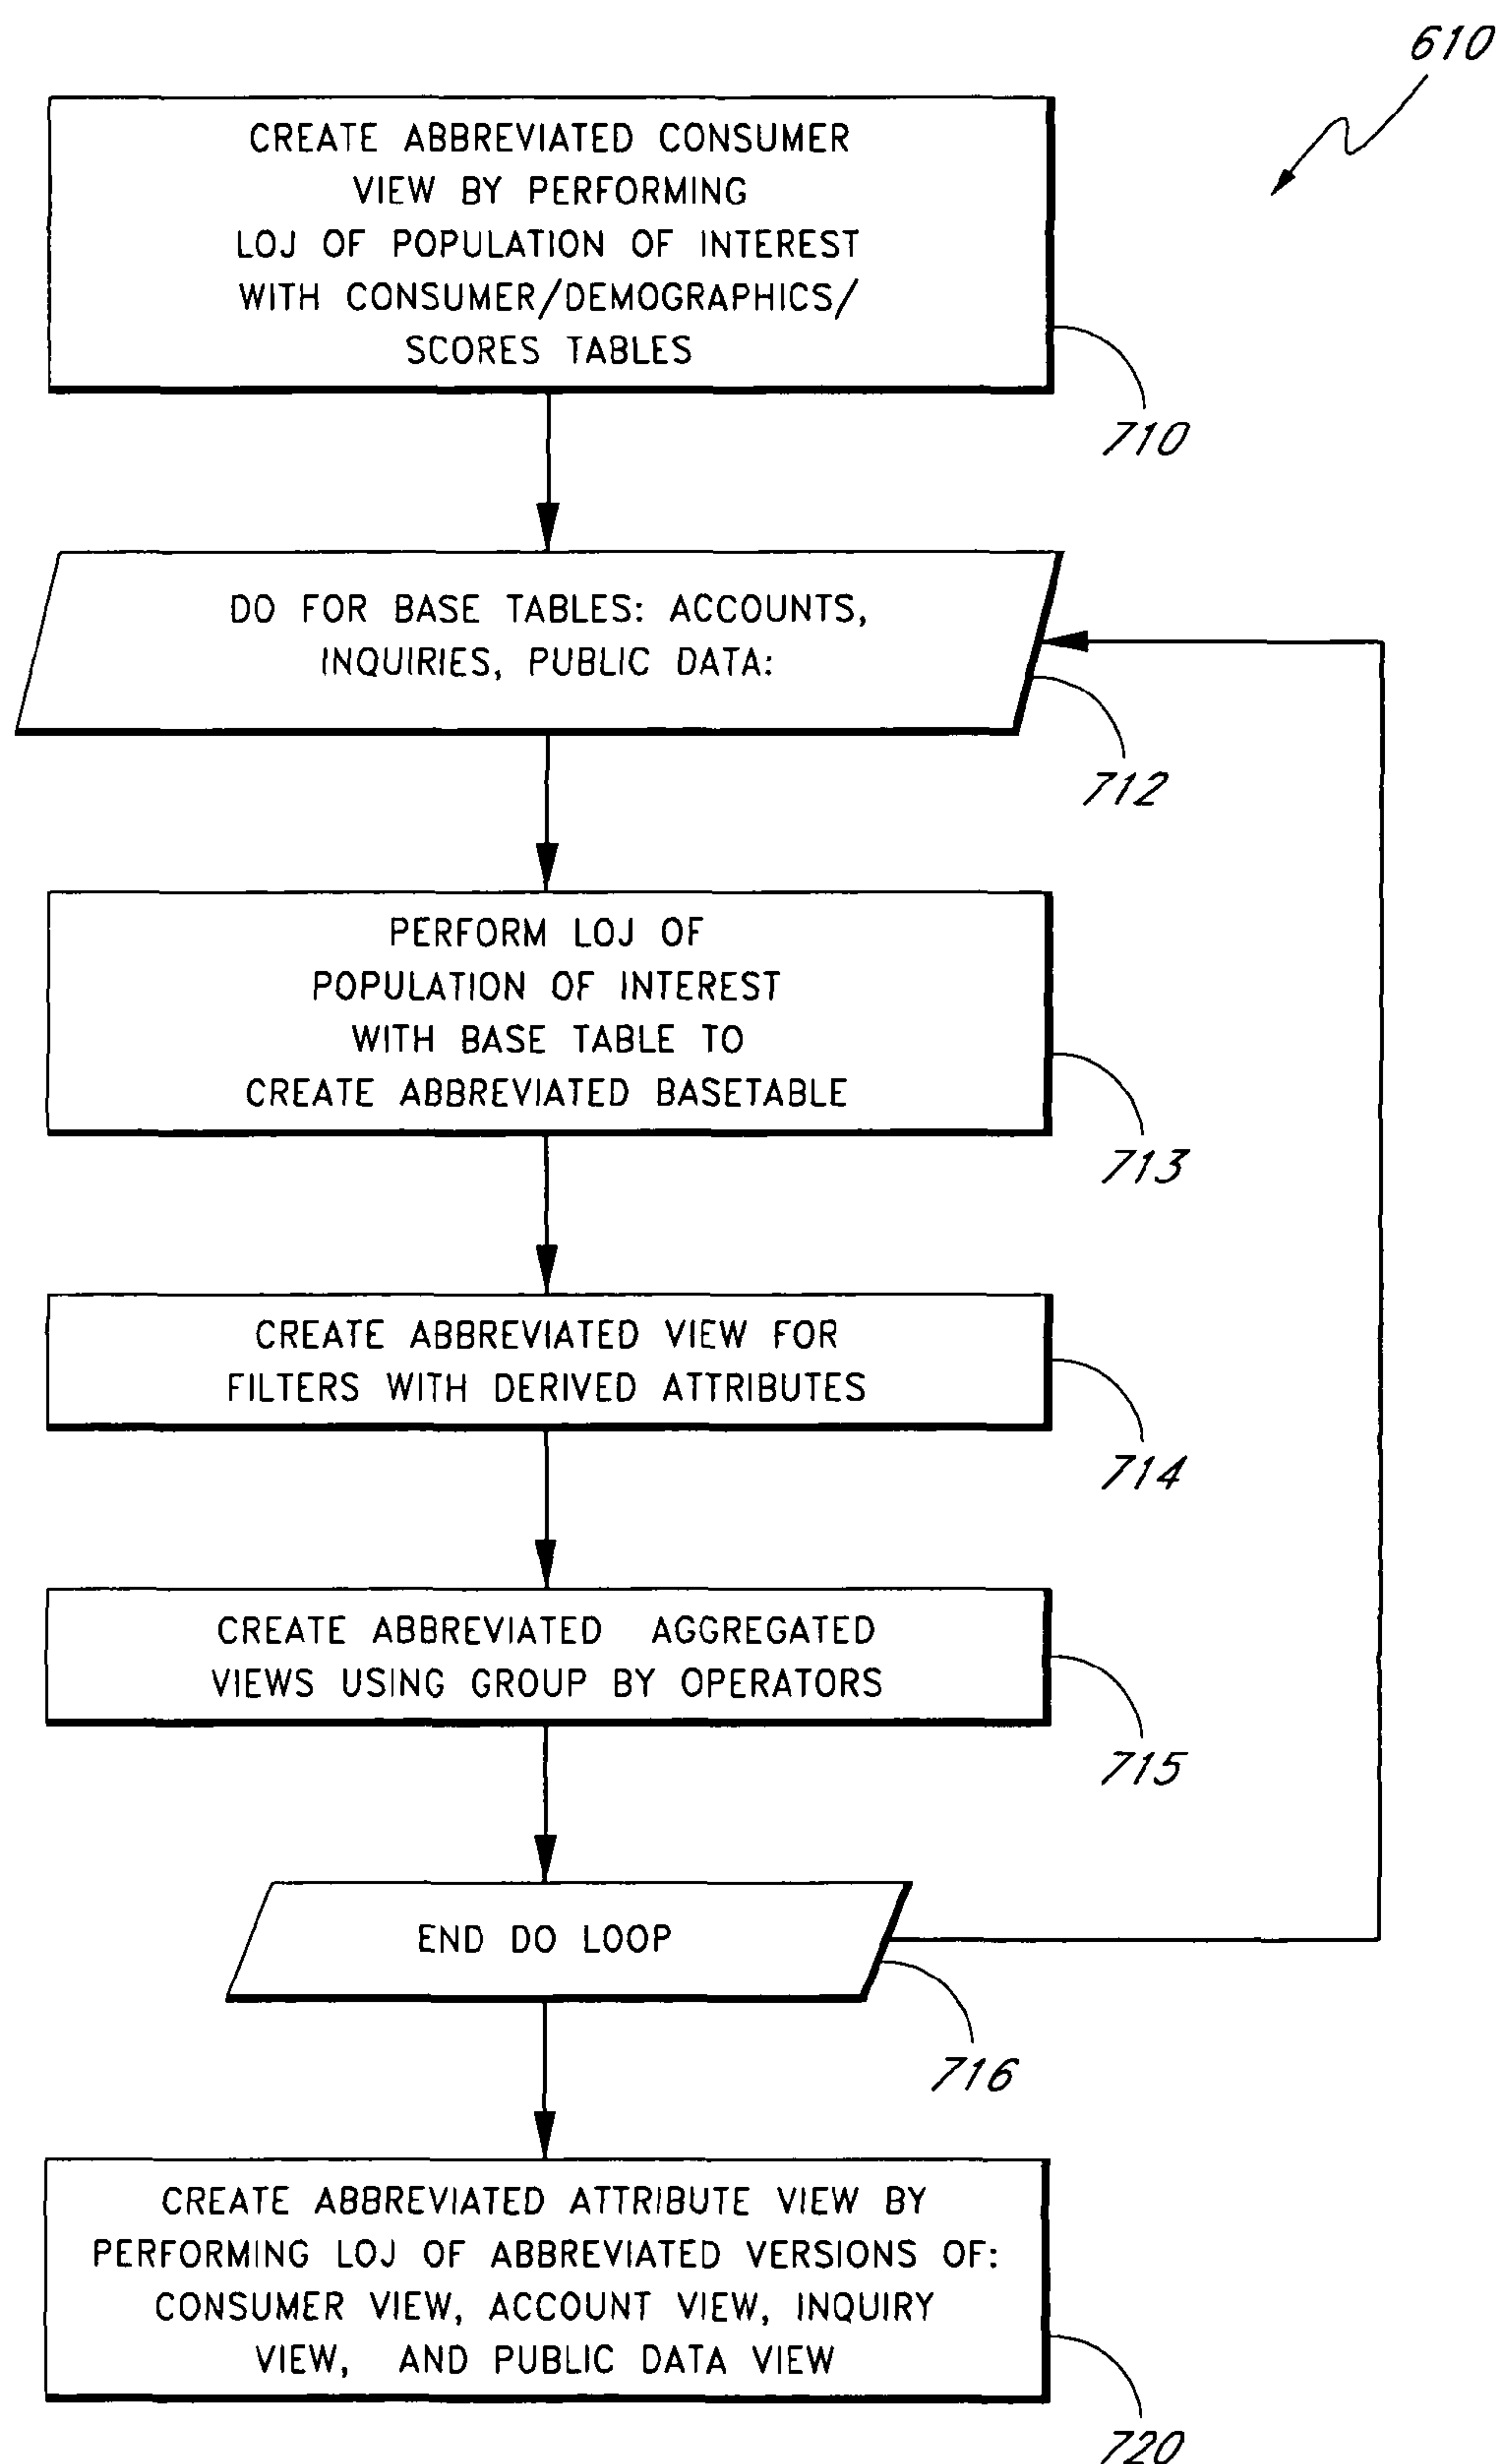 610
CREATE ABBREVIATED CONSUMER
VIEW BY PERFORMING
LOJ OF POPULATION OF INTEREST
WITH CONSUMER/DEMOGRAPHICS/
SCORES TABLES
710
DO FOR BASE TABLES: ACCOUNTS,
INQUIRIES, PUBLIC DATA:
712
PERFORM LOJ OF
POPULATION OF INTEREST
WITH BASE TABLE TO
CREATE ABBREVIATED BASETABLE
713
CREATE ABBREVIATED VIEW FOR
FILTERS WITH DERIVED ATTRIBUTES
714
CREATE ABBREVIATED AGGREGATED
VIEWS USING GROUP BY OPERATORS
715
END DO LOOP
716
CREATE ABBREVIATED ATTRIBUTE VIEW BY
PERFORMING LOJ OF ABBREVIATED VERSIONS OF:
CONSUMER VIEW, ACCOUNT VIEW, INQUIRY
VIEW, AND PUBLIC DATA VIEW
720